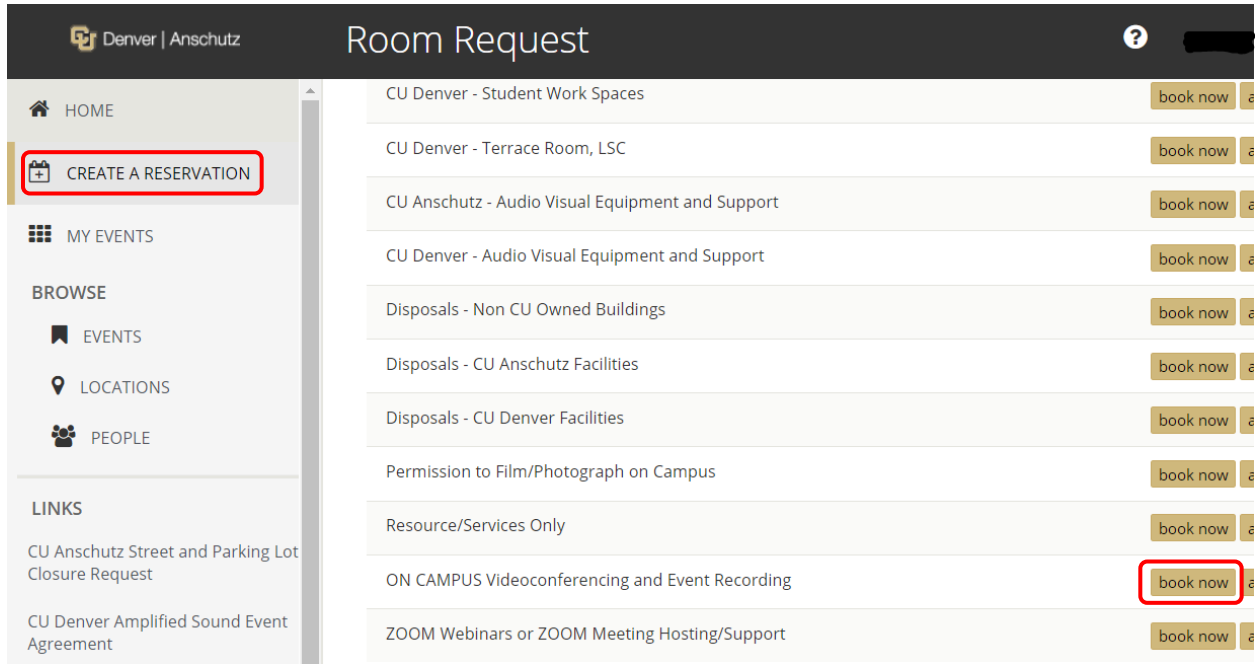 Denver | Anschutz
Room Request
?
HOME
CREATE A RESERVATION
MY EVENTS
BROWSE
EVENTS
LOCATIONS
PEOPLE
LINKS
CU Anschutz Street and Parking Lot
Closure Request
CU Denver Amplified Sound Event
Agreement
CU Denver - Student Work Spaces book now a
CU Denver - Terrace Room, LSC book now a
CU Anschutz - Audio Visual Equipment and Support book now a
CU Denver - Audio Visual Equipment and Support book now a
Disposals - Non CU Owned Buildings book now a
Disposals - CU Anschutz Facilities book now a
Disposals - CU Denver Facilities book now a
Permission to Film/Photograph on Campus book now a
Resource/Services Only book now a
ON CAMPUS Videoconferencing and Event Recording book now a
ZOOM Webinars or ZOOM Meeting Hosting/Support book now a